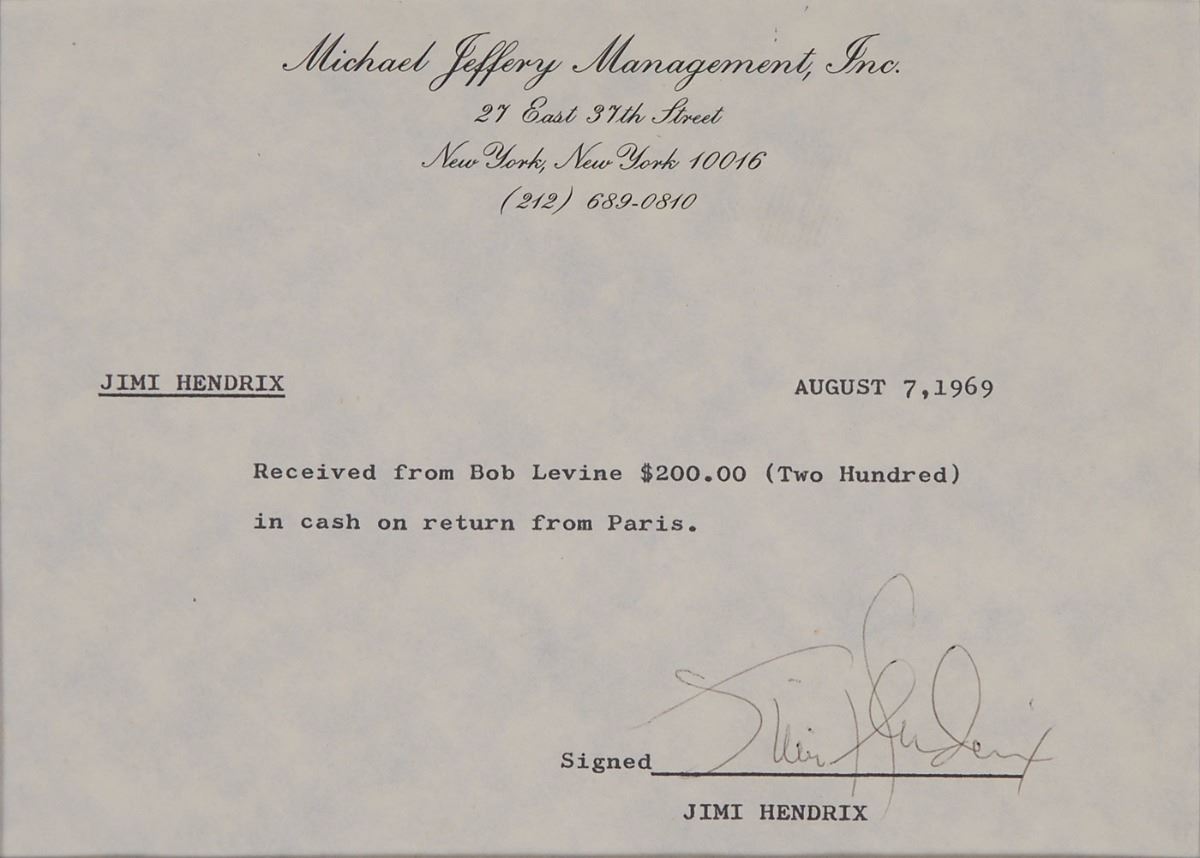 Michael Jeffery Management, Inc.
27 East 37th Street
New York, New York 10016
(212) 689-0810
JIMI HENDRIX AUGUST 7,1969
Received from Bob Levine $200.00 (Two Hundred)
in cash on return from Paris.
Jimi Hendrix
Signed
JIMI HENDRIX